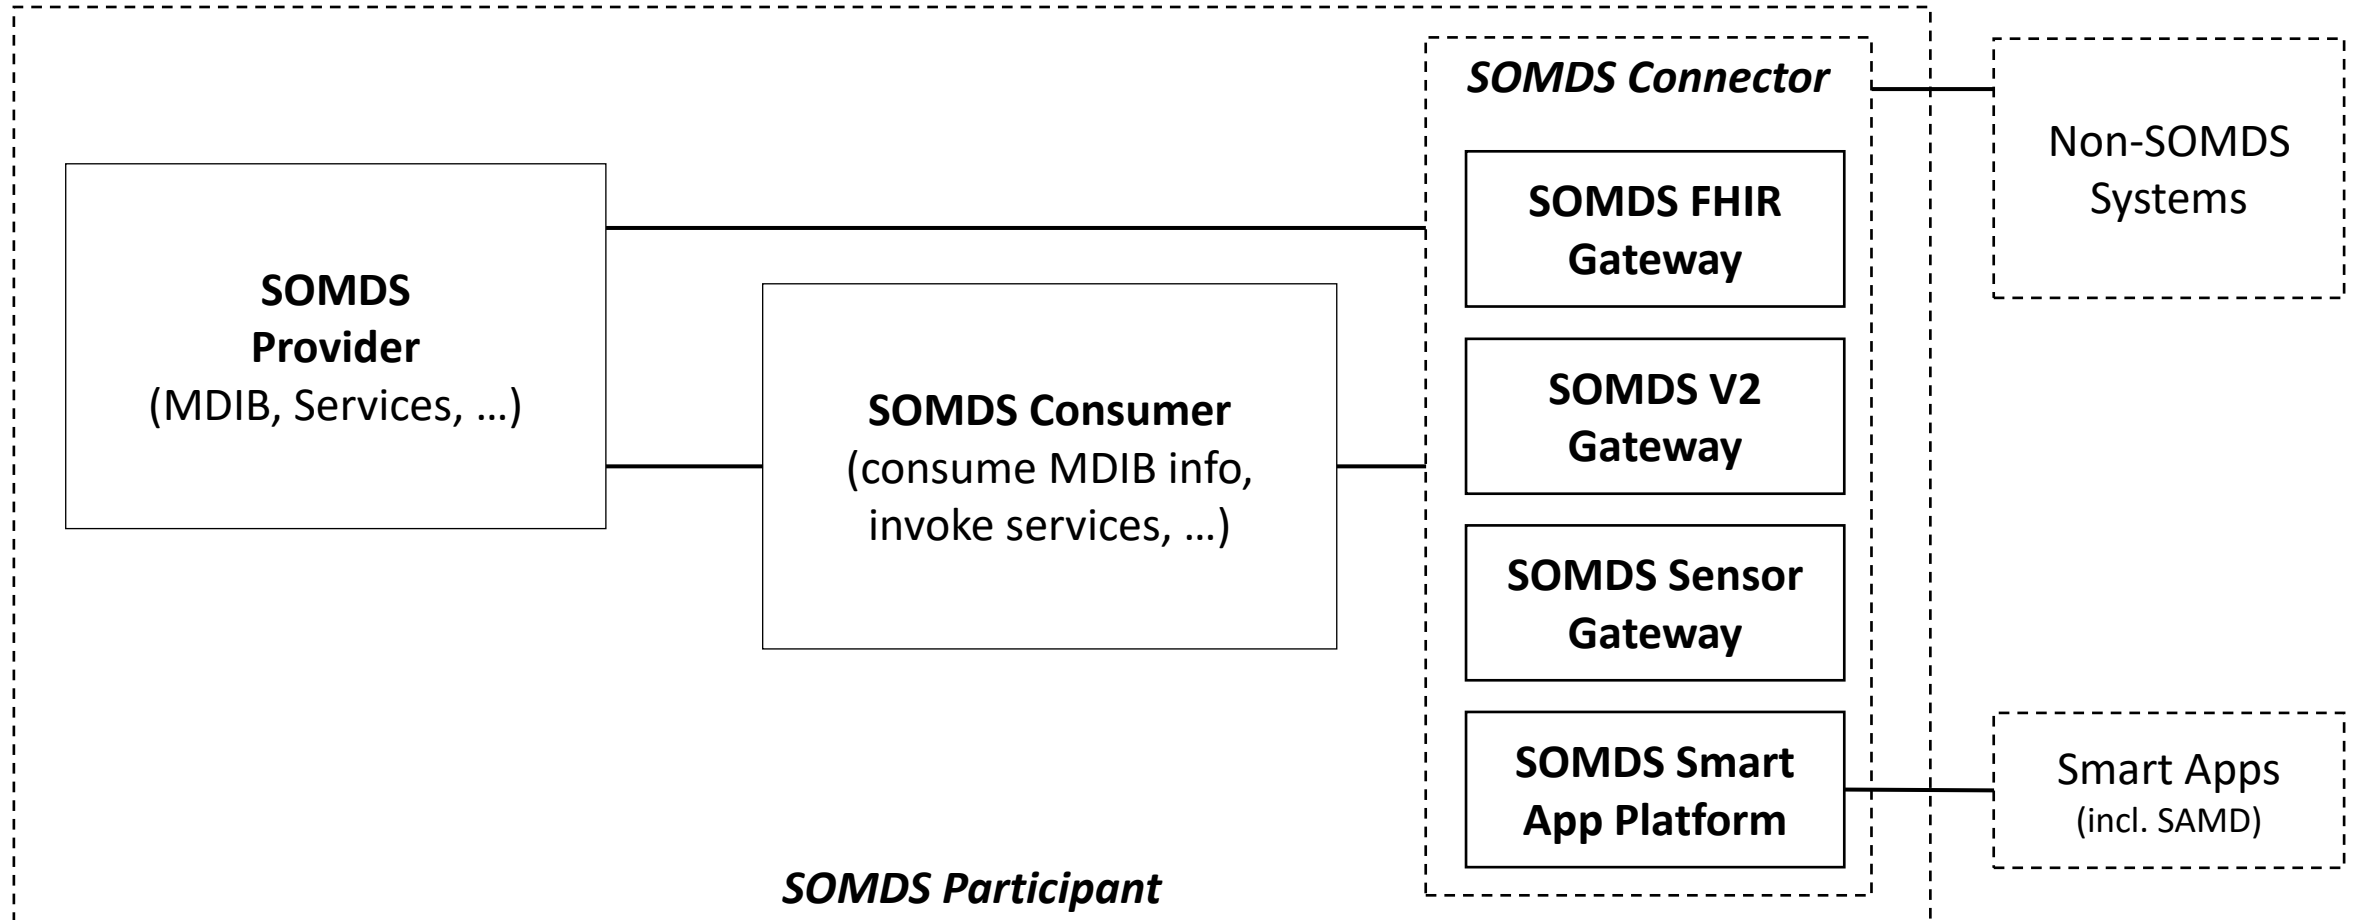 SOMDS Connector
Non-SOMDS
Systems
SOMDS
Provider
(MDIB, Services, …)
SOMDS Consumer
(consume MDIB info,
invoke services, …)
SOMDS FHIR
Gateway
SOMDS V2
Gateway
SOMDS Sensor
Gateway
SOMDS Smart
App Platform
Smart Apps
(incl. SAMD)
SOMDS Participant